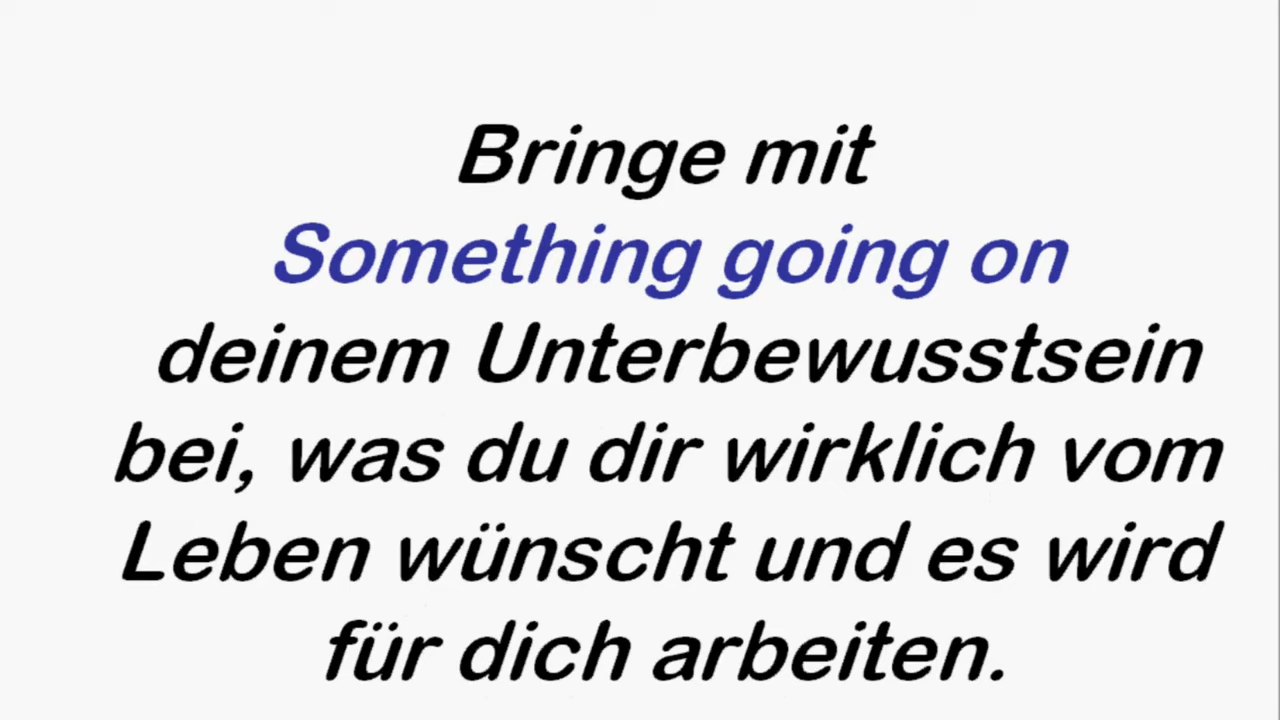 Bringe mit
Something going on
deinem Unterbewusstsein
bei, was du dir wirklich vom
Leben wünscht und es wird
für dich arbeiten.